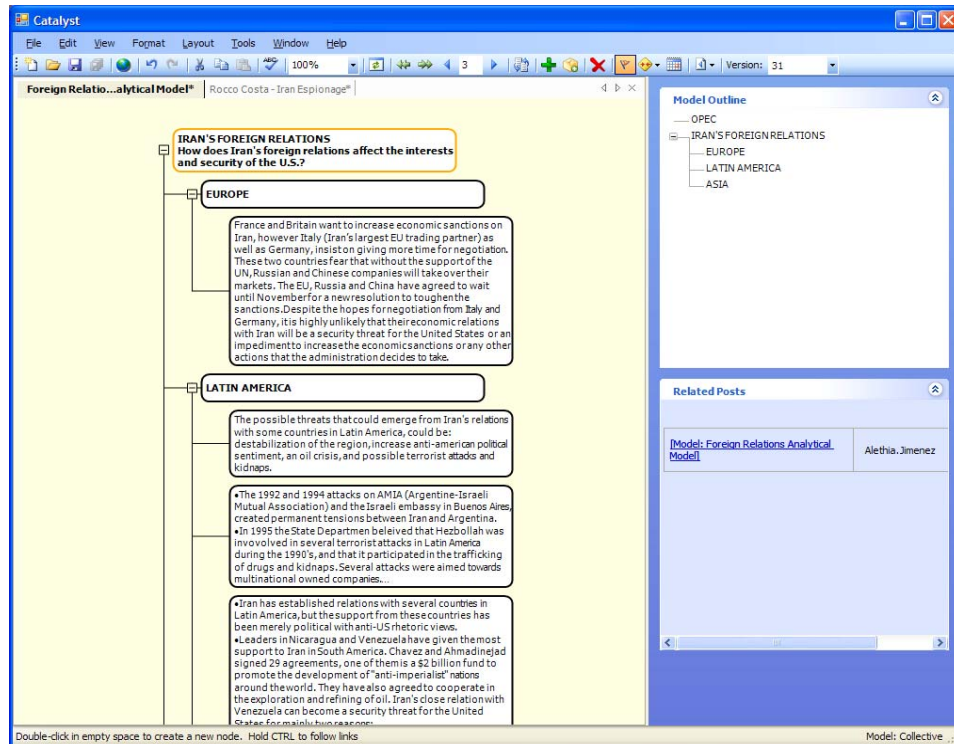 Catalyst
File Edit View Format Layout Tools Window Help
ABC 100% 3 Version: 31
Foreign Relatio...alytical Model* Rocco Costa - Iran Espionage*
IRAN'S FOREIGN RELATIONS
How does Iran's foreign relations affect the interests
and security of the U.S.?
EUROPE
France and Britain want to increase economic sanctions on
Iran, however Italy (Iran's largest EU trading partner) as
well as Germany, insist on giving more time for negotiation.
These two countries fear that without the support of the
UN, Russian and Chinese companies will take over their
markets. The EU, Russia and China have agreed to wait
until November for a new resolution to toughen the
sanctions. Despite the hopes for negotiation from Italy and
Germany, it is highly unlikely that their economic relations
with Iran will be a security threat for the United States or an
impediment to increase the economic sanctions or any other
actions that the administration decides to take.
LATIN AMERICA
The possible threats that could emerge from Iran's relations
with some countries in Latin America, could be:
destabilization of the region, increase anti-american political
sentiment, an oil crisis, and possible terrorist attacks and
kidnaps.
•The 1992 and 1994 attacks on AMIA (Argentine-Israeli
Mutual Association) and the Israeli embassy in Buenos Aires,
created permanent tensions between Iran and Argentina.
•In 1995 the State Departmen beleived that Hezbollah was
invovolved in several terrorist attacks in Latin America
during the 1990's, and that it participated in the trafficking
of drugs and kidnaps. Several attacks were aimed towards
multinational owned companies...
•Iran has established relations with several countries in
Latin America, but the support from these countries has
been merely political with anti-US rhetoric views.
•Leaders in Nicaragua and Venezuela have given the most
support to Iran in South America. Chavez and Ahmadinejad
signed 29 agreements, one of them is a $2 billion fund to
promote the development of "anti-imperialist" nations
around the world. They have also agreed to cooperate in
the exploration and refining of oil. Iran's close relation with
Venezuela can become a security threat for the United
States for mainly two reasons:
Model Outline
OPEC
IRAN'S FOREIGN RELATIONS
EUROPE
LATIN AMERICA
ASIA
Related Posts
[Model: Foreign Relations Analytical
Model]
Alethia.Jimenez
Double-click in empty space to create a new node. Hold CTRL to follow links
Model: Collective